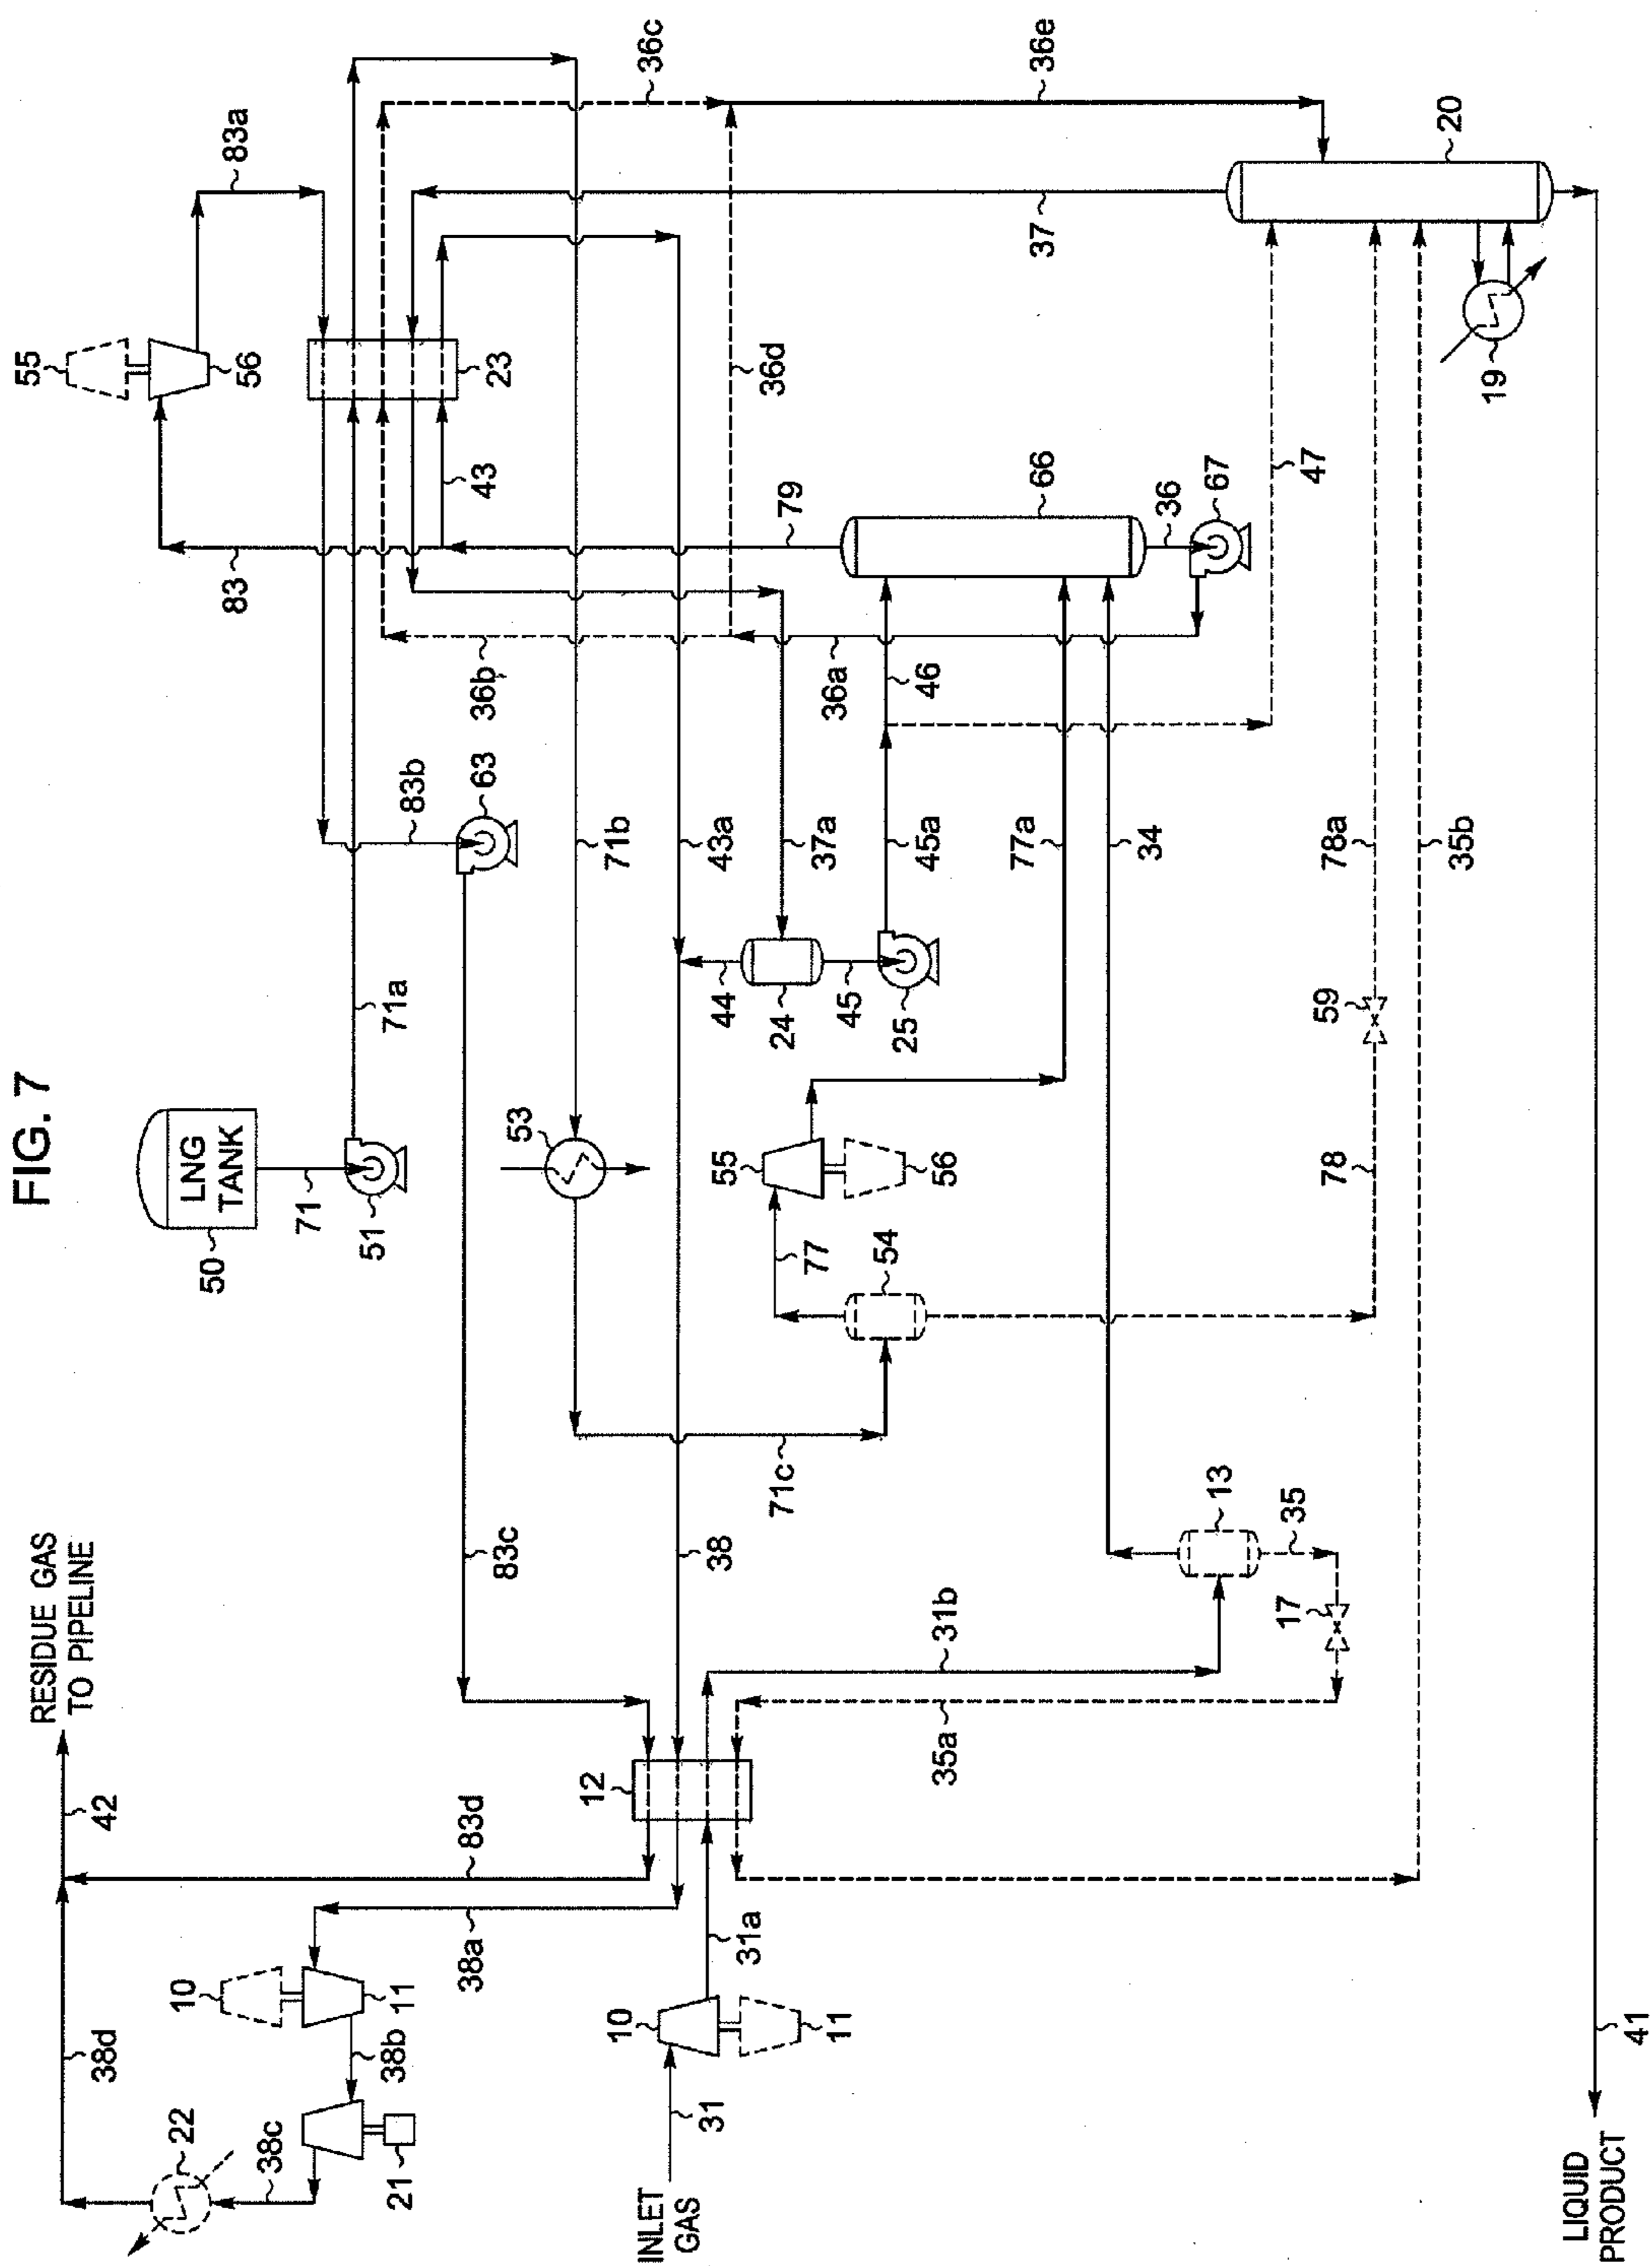 FIG. 7
RESIDUE GAS
TO PIPELINE
LNG
TANK
INLET
GAS
LIQUID
PRODUCT
55
83a
56
83
23
43
36c
36e
20
37
19
36d
79
66
36
67
47
36b
36a
46
83b
63
71a
71b
43a
37a
45a
77a
34
78a
35b
50
71
51
53
44
24
45
25
59
55
56
77
54
78
71c
83c
38
31b
13
35
17
35a
12
42
83d
38d
38a
10
11
38b
22
38c
21
31a
10
11
31
41